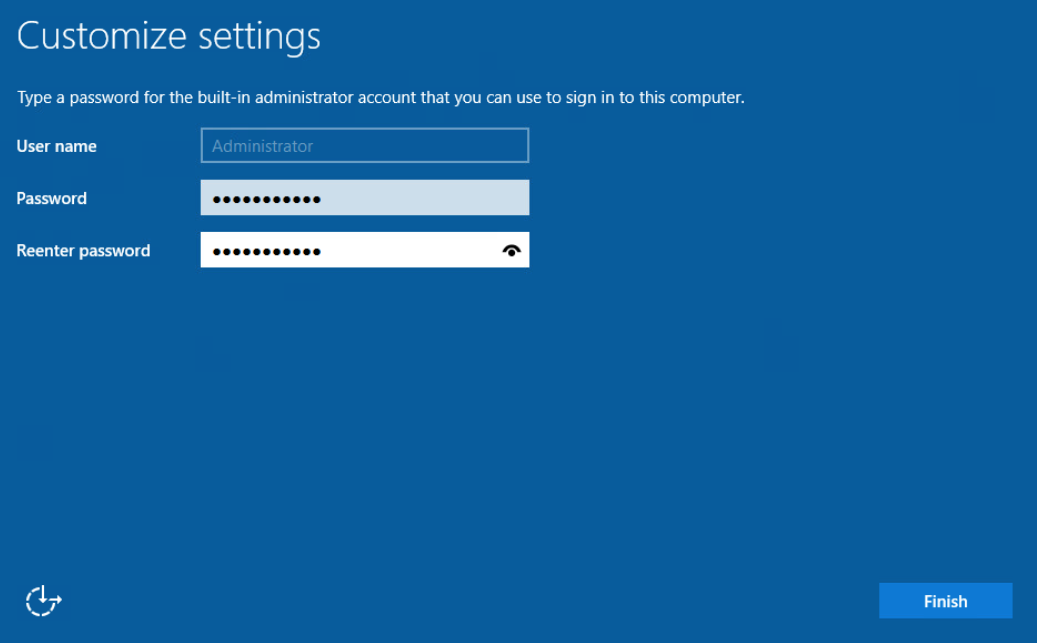 Customize settings
Type a password for the built-in administrator account that you can use to sign in to this computer.
User name
Administrator
Password
●●●●●●●●●●●
Reenter password
●●●●●●●●●●●
Finish